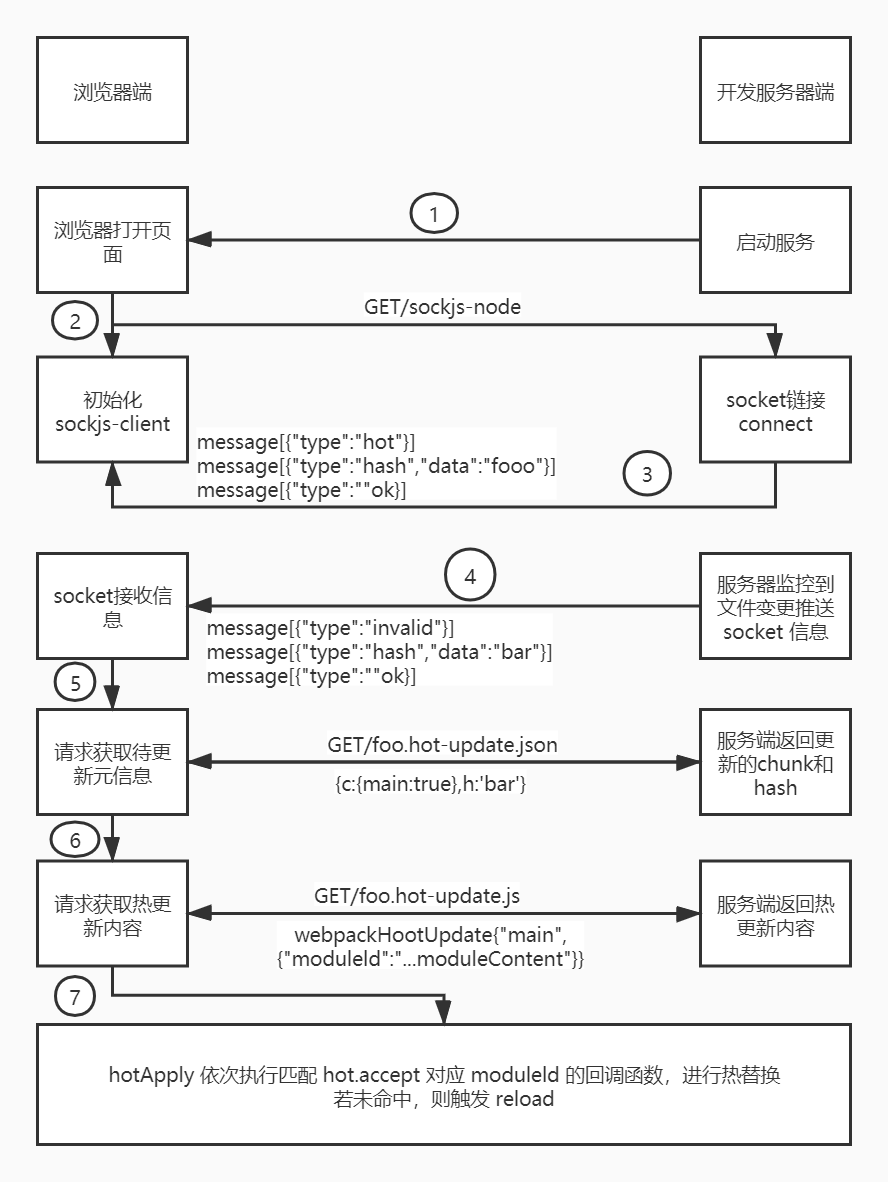 浏览器端
开发服务器端
浏览器打开页
面
1
启动服务
2
GET/sockjs-node
初始化
sockjs-client
socket链接
connect
message[{"type":"hot"}]
message[{"type":"hash","data":"fooo"}]
message[{"type":""ok}]
3
socket接收信
息
4
服务器监控到
文件变更推送
socket 信息
message[{"type":"invalid"}]
message[{"type":"hash","data":"bar"}]
message[{"type":""ok}]
5
请求获取待更
新元信息
GET/foo.hot-update.json
{c:{main:true},h:'bar'}
服务端返回更
新的chunk和
hash
6
请求获取热更
新内容
GET/foo.hot-update.js
webpackHootUpdate{"main",
{"moduleId":"...moduleContent"}}
服务端返回热
更新内容
7
hotApply 依次执行匹配 hot.accept 对应 moduleId 的回调函数，进行热替换
若未命中，则触发 reload